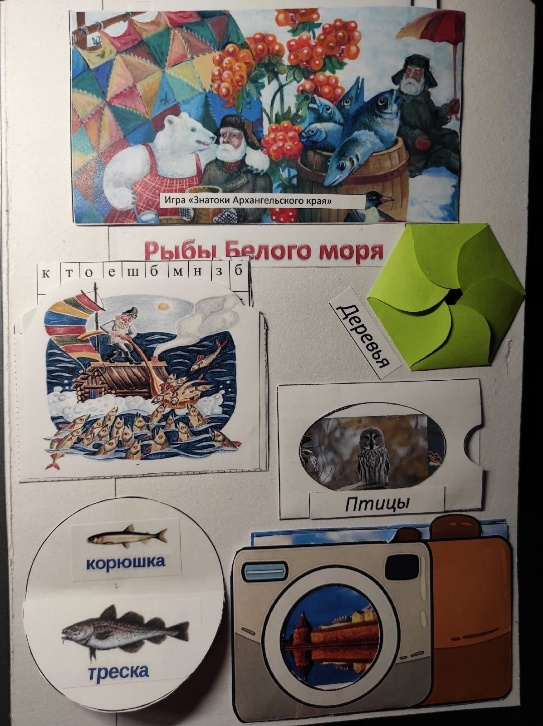 Игра «Знатоки Архангельского края»
Рыбы Белого моря
к т о е ш б м н з б
Деревья
Птицы
корюшка
треска